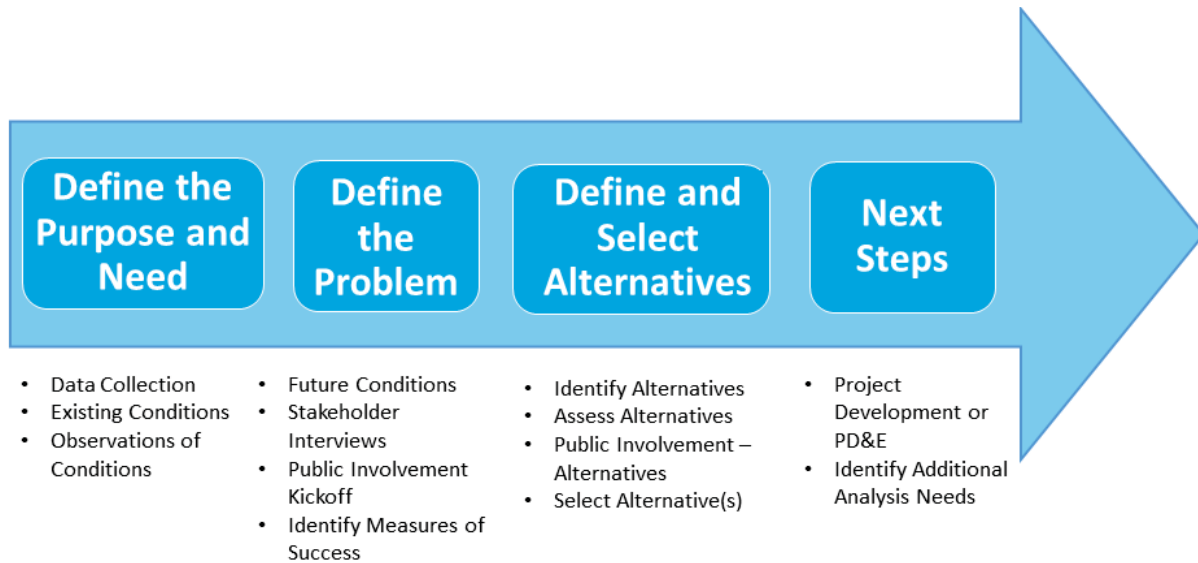 Define the
Purpose and
Need
Define
the
Problem
Define and
Select
Alternatives
Next
Steps
• Data Collection
• Existing Conditions
• Observations of
Conditions
• Future Conditions
• Stakeholder
Interviews
• Public Involvement
Kickoff
• Identify Measures of
Success
• Identify Alternatives
• Assess Alternatives
• Public Involvement –
Alternatives
• Select Alternative(s)
• Project
Development or
PD&E
• Identify Additional
Analysis Needs